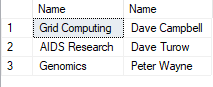 Name Name
1 Grid Computing Dave Campbell
2 AIDS Research Dave Turow
3 Genomics Peter Wayne